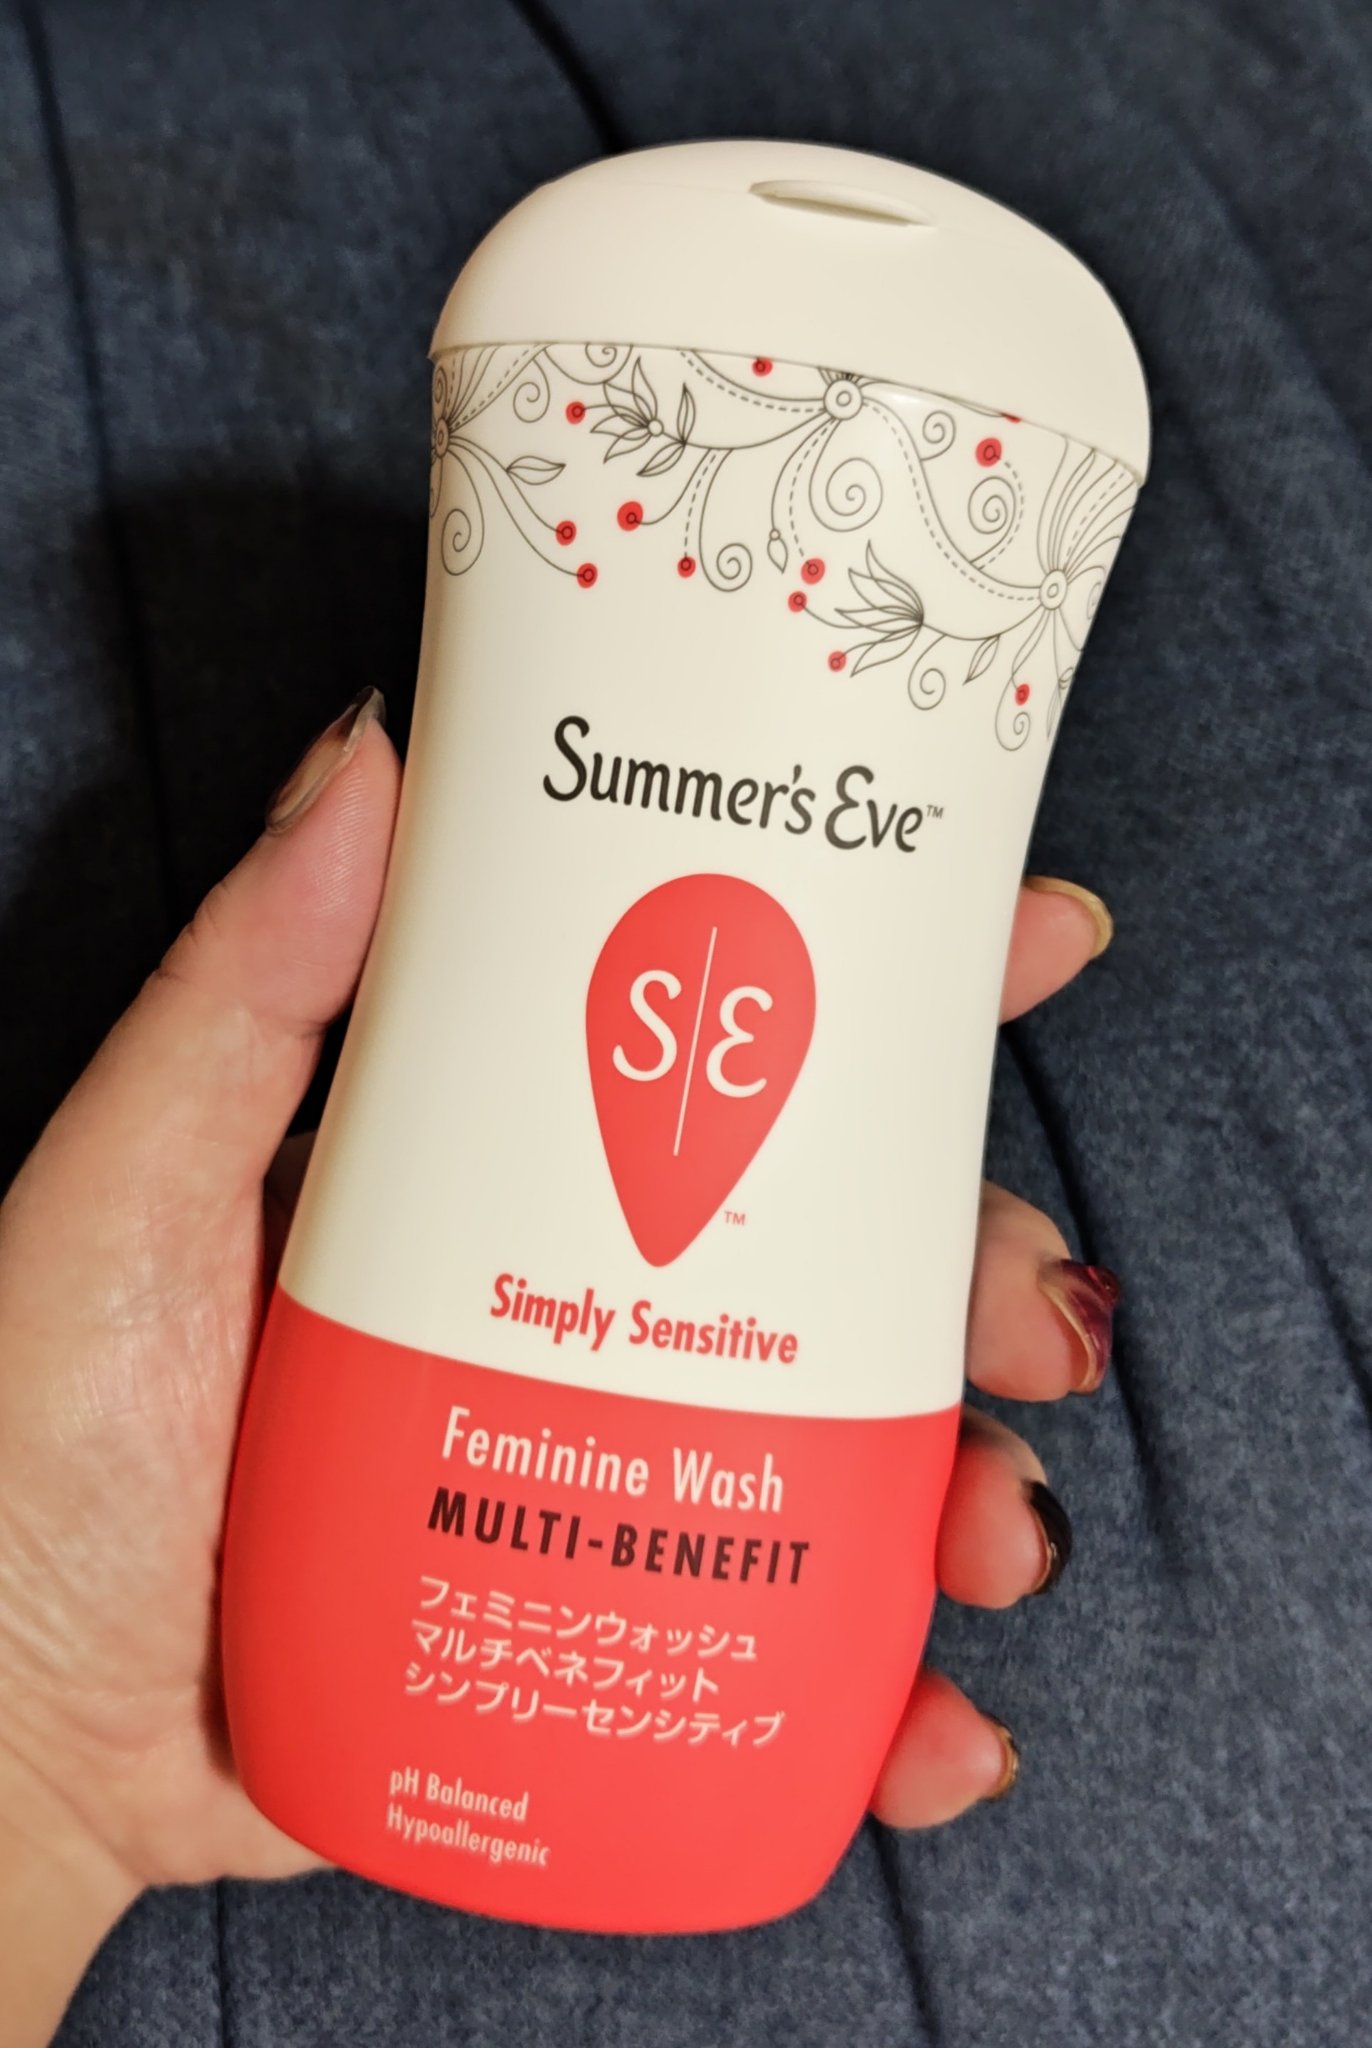 Summer's Eve™
S|E
™
Simply Sensitive
Feminine Wash
MULTI-BENEFIT
フェミニンウォッシュ
マルチベネフィット
シンプリーセンシティブ
pH Balanced
Hypoallergenic